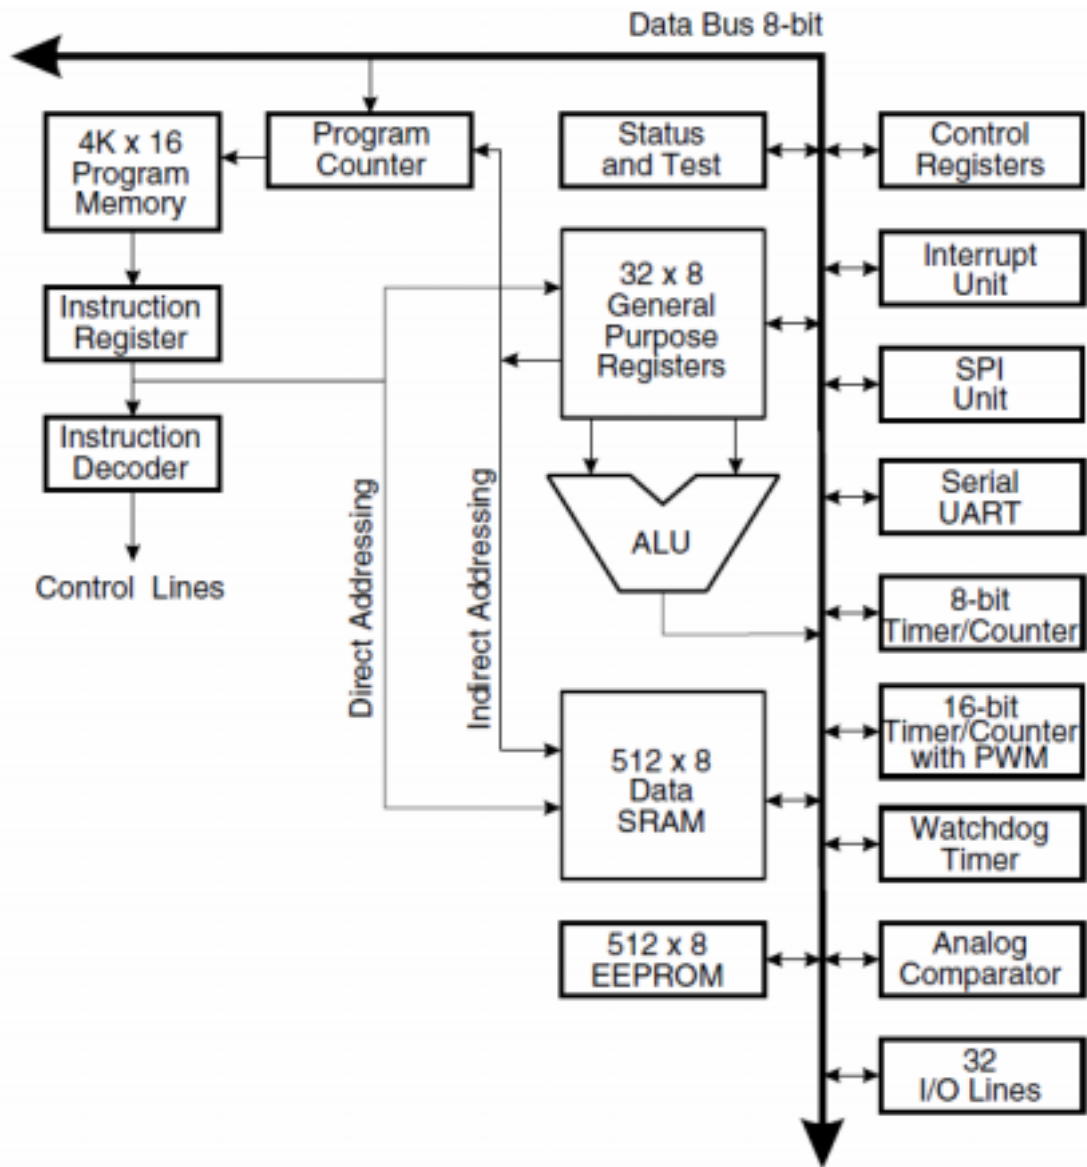 Data Bus 8-bit
4K x 16
Program
Memory
Program
Counter
Status
and Test
Control
Registers
Instruction
Register
32 x 8
General
Purpose
Registers
Interrupt
Unit
SPI
Unit
Instruction
Decoder
Control Lines
Direct Addressing
Indirect Addressing
ALU
Serial
UART
8-bit
Timer/Counter
512 x 8
Data
SRAM
16-bit
Timer/Counter
with PWM
Watchdog
Timer
512 x 8
EEPROM
Analog
Comparator
32
I/O Lines